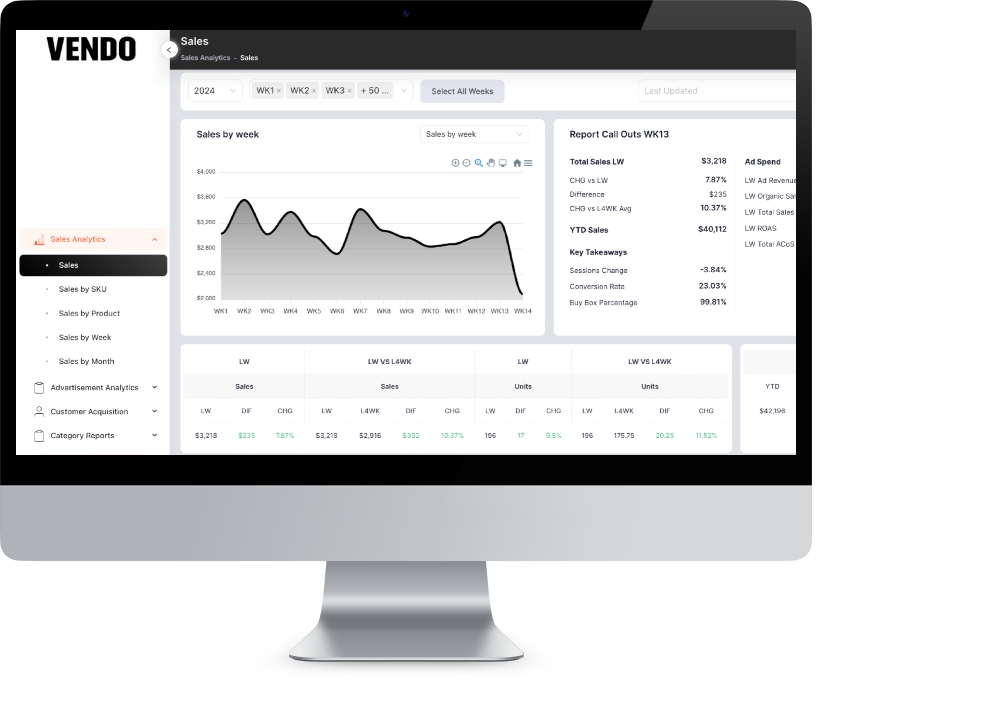 VENDO
Sales
Sales Analytics - Sales
2024
WK1 × WK2 × WK3 × + 50 ...
Select All Weeks
Last Updated
Sales Analytics
Sales
Sales by SKU
Sales by Product
Sales by Week
Sales by Month
Advertisement Analytics
Customer Acquisition
Category Reports
Sales by week
Sales by week
$4,000
$3,600
$3,200
$2,800
$2,400
$2,000
WK1 WK2 WK3 WK4 WK5 WK6 WK7 WK8 WK9 WK10 WK11 WK12 WK13 WK14
Report Call Outs WK13
Total Sales LW $3,218
CHG vs LW 7.87%
Difference $235
CHG vs L4WK Avg 10.37%
YTD Sales $40,112
Key Takeaways
Sessions Change -3.84%
Conversion Rate 23.03%
Buy Box Percentage 99.81%
Ad Spend
LW Ad Revenue
LW Organic Sal
LW Total Sales
LW ROAS
LW Total ACoS
LW LW VS L4WK LW LW VS L4WK
Sales Sales Units Units
LW DIF CHG LW L4WK DIF CHG LW DIF CHG LW L4WK DIF CHG
$3,218 $235 7.87% $3,218 $2,916 $302 10.37% 196 17 9.5% 196 175.75 20.25 11.52%
YTD
$42,196